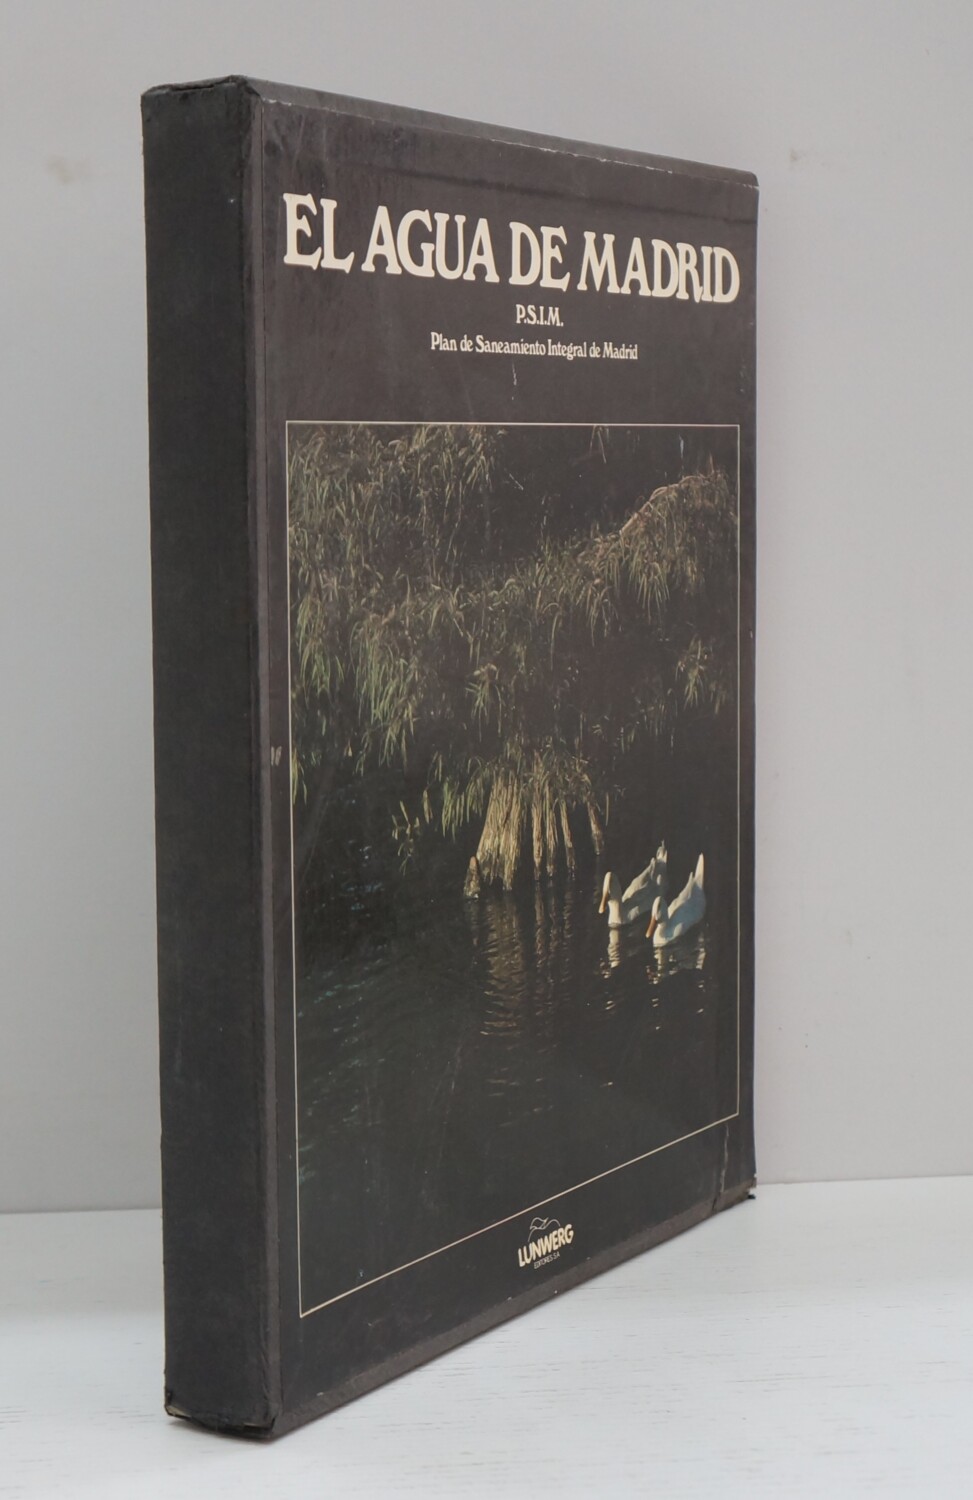 EL AGUA DE MADRID
P.S.I.M.
Plan de Saneamiento Integral de Madrid
LUNWERG
EDITORES, S.A.